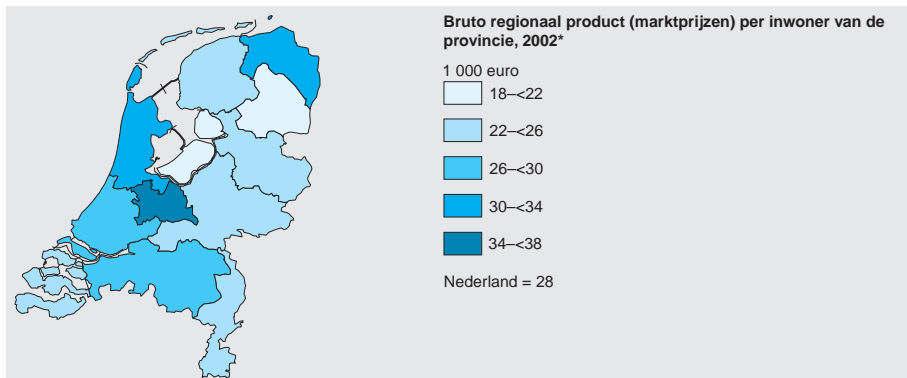 Bruto regionaal product (marktprijzen) per inwoner van de
provincie, 2002*
1 000 euro
18–<22
22–<26
26–<30
30–<34
34–<38
Nederland = 28